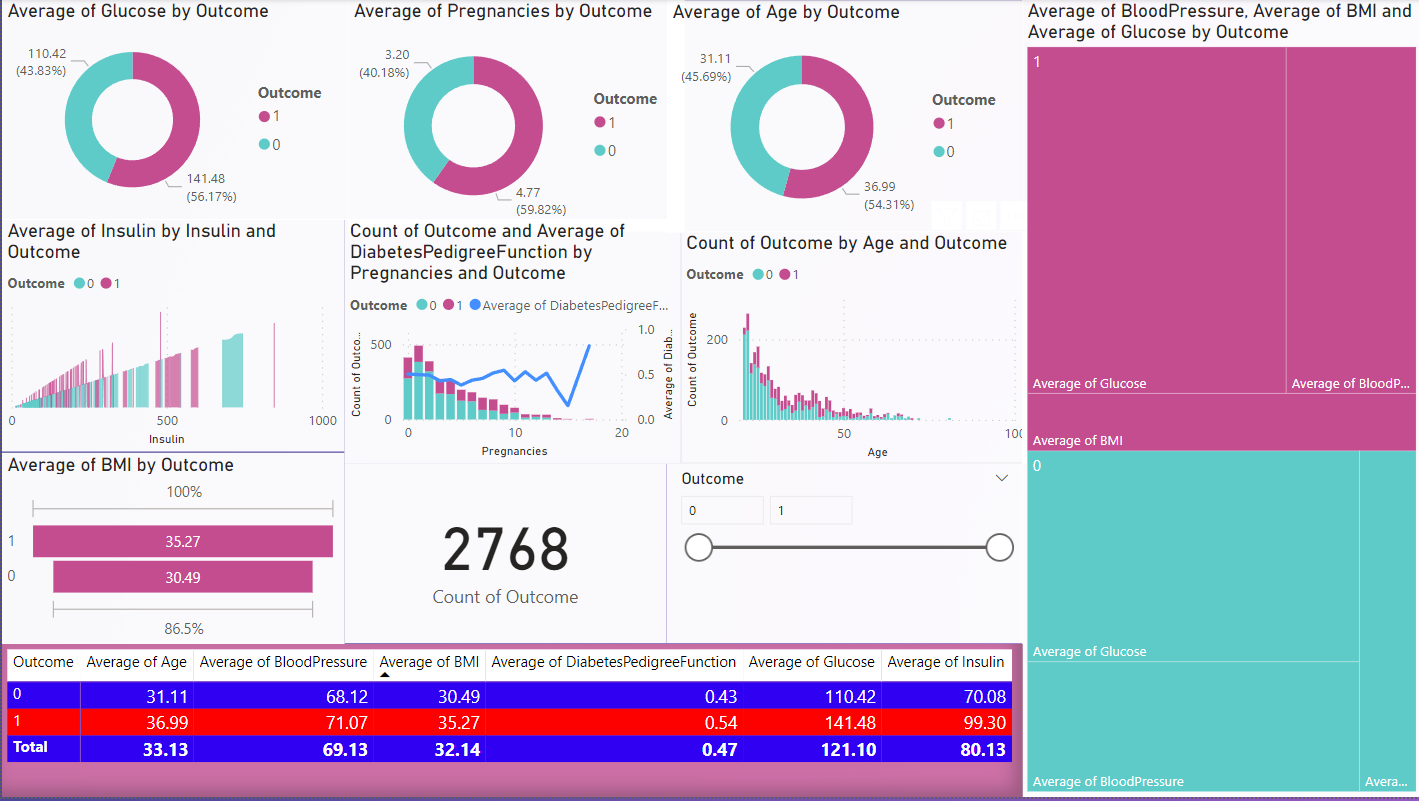 Average of Glucose by Outcome
110.42
(43.83%)
141.48
(56.17%)
Outcome
1
0
Average of Pregnancies by Outcome
3.20
(40.18%)
4.77
(59.82%)
Outcome
1
0
Average of Age by Outcome
31.11
(45.69%)
36.99
(54.31%)
Outcome
1
0
Average of BloodPressure, Average of BMI and
Average of Glucose by Outcome
1
Average of Glucose
Average of BloodP...
Average of BMI
0
Average of Glucose
Average of BloodPressure
Avera...
Average of Insulin by Insulin and
Outcome
Outcome 0 1
0 500 1000
Insulin
Count of Outcome and Average of
DiabetesPedigreeFunction by
Pregnancies and Outcome
Outcome 0 1 Average of DiabetesPedigreeF...
Count of Outco...
500
0
1.0
0.5
0.0
Average of Diab...
0 10 20
Pregnancies
Count of Outcome by Age and Outcome
Outcome 0 1
Count of Outcome
200
0
50 100
Age
Average of BMI by Outcome
100%
1 35.27
0 30.49
86.5%
2768
Count of Outcome
Outcome
0 1
Outcome Average of Age Average of BloodPressure Average of BMI Average of DiabetesPedigreeFunction Average of Glucose Average of Insulin
0 31.11 68.12 30.49 0.43 110.42 70.08
1 36.99 71.07 35.27 0.54 141.48 99.30
Total 33.13 69.13 32.14 0.47 121.10 80.13